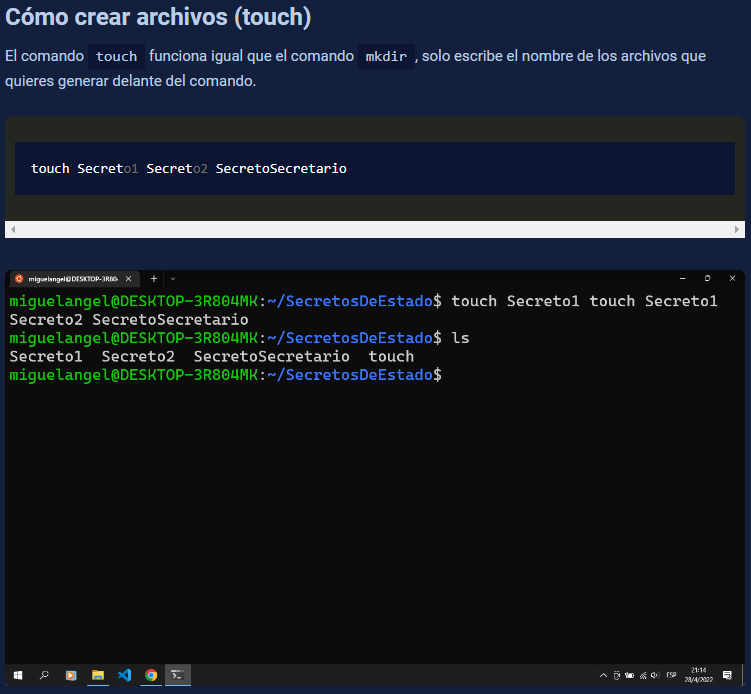 Cómo crear archivos (touch)
El comando touch funciona igual que el comando mkdir , solo escribe el nombre de los archivos que
quieres generar delante del comando.
touch Secreto1 Secreto2 SecretoSecretario
miguelangel@DESKTOP-3R804
miguelangel@DESKTOP-3R804MK:~/SecretosDeEstado$ touch Secreto1 touch Secreto1
Secreto2 SecretoSecretario
miguelangel@DESKTOP-3R804MK:~/SecretosDeEstado$ ls
Secreto1 Secreto2 SecretoSecretario touch
miguelangel@DESKTOP-3R804MK:~/SecretosDeEstado$
ESP
21:14
28/4/2022